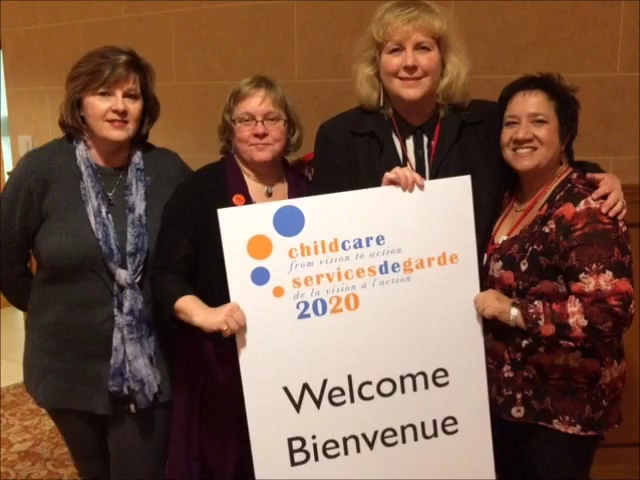 childcare
from vision to action
servicesdegarde
de la vision à l'action
2020
Welcome
Bienvenue